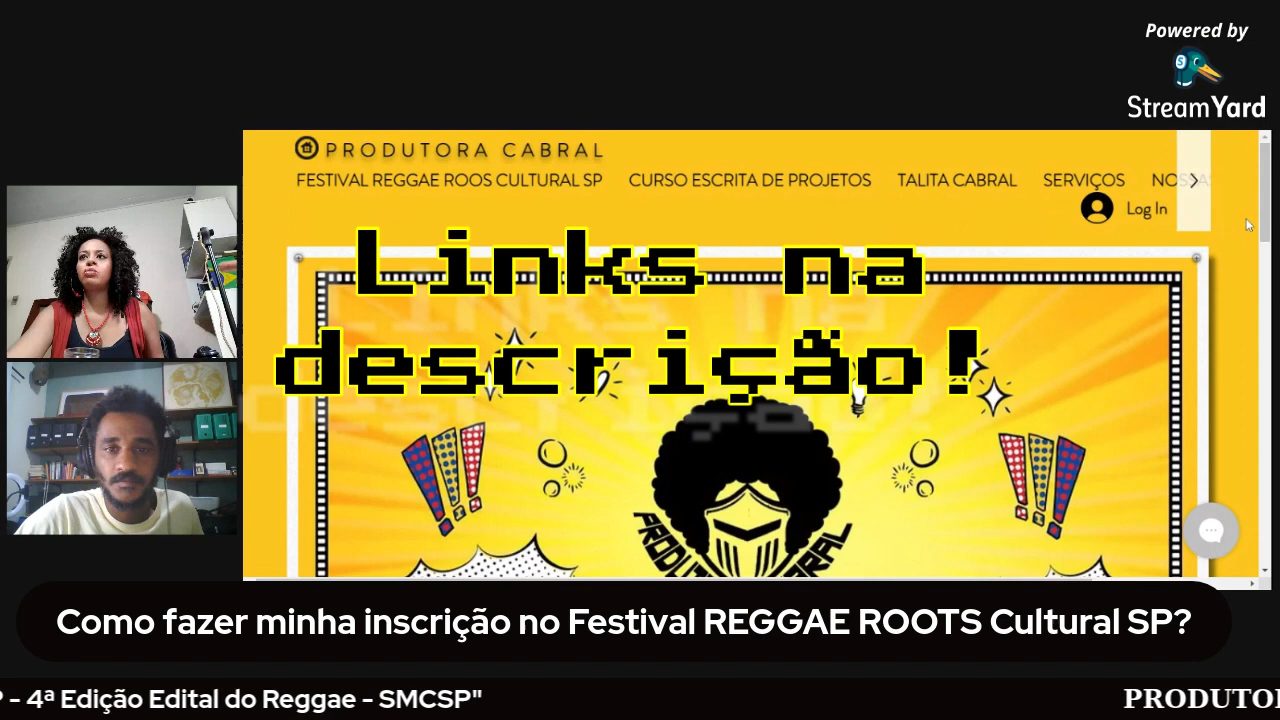 Powered by
StreamYard
PRODUTORA CABRAL
FESTIVAL REGGAE ROOS CULTURAL SP CURSO ESCRITA DE PROJETOS TALITA CABRAL SERVIÇOS
Log In
Links na
descrição!
Como fazer minha inscrição no Festival REGGAE ROOTS Cultural SP?
- 4ª Edição Edital do Reggae - SMCSP"